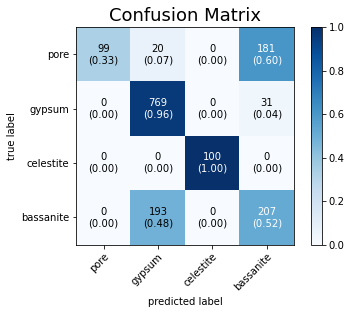 Confusion Matrix
1.0
pore 99 20 0 181
(0.33) (0.07) (0.00) (0.60)
0.8
gypsum 0 769 0 31
(0.00) (0.96) (0.00) (0.04)
0.6
true label
0.4
celestite 0 0 100 0
(0.00) (0.00) (1.00) (0.00)
0.2
bassanite 0 193 0 207
(0.00) (0.48) (0.00) (0.52)
0.0
pore gypsum celestite bassanite
predicted label